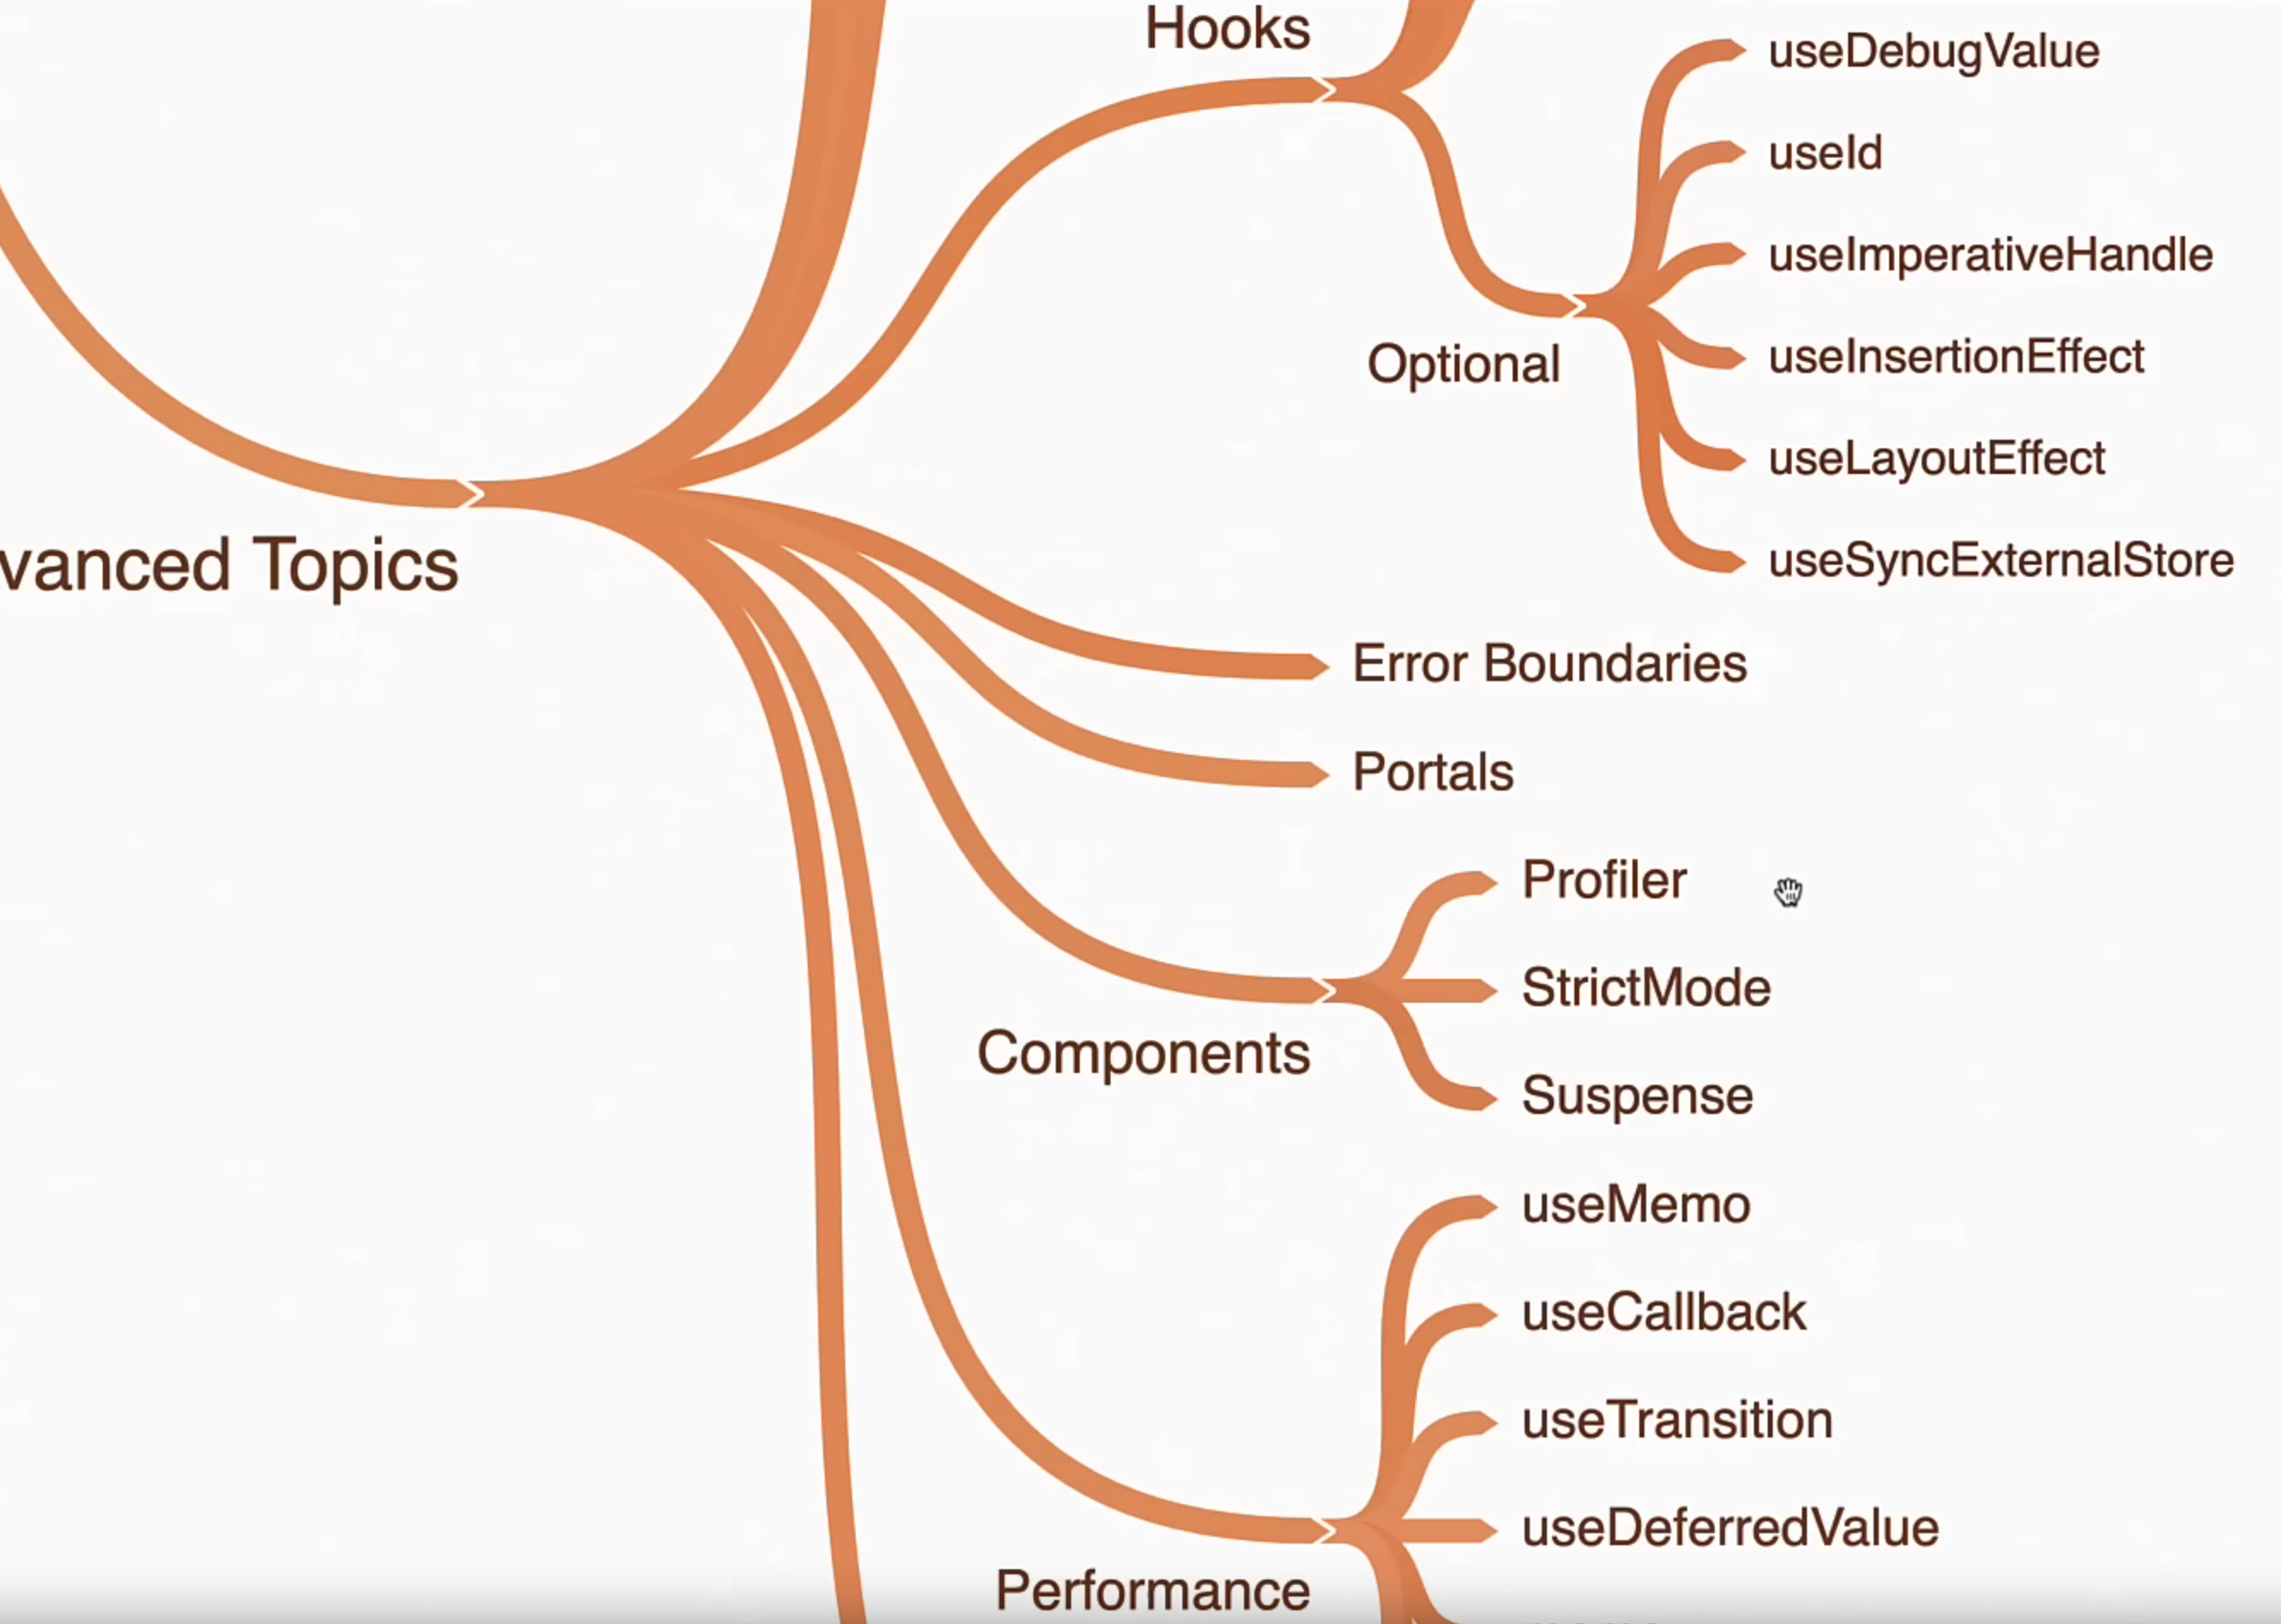 Hooks
useDebugValue
useId
useImperativeHandle
useInsertionEffect
Optional
useLayoutEffect
useSyncExternalStore
vanced Topics
Error Boundaries
Portals
Profiler
StrictMode
Components
Suspense
useMemo
useCallback
useTransition
useDeferredValue
Performance